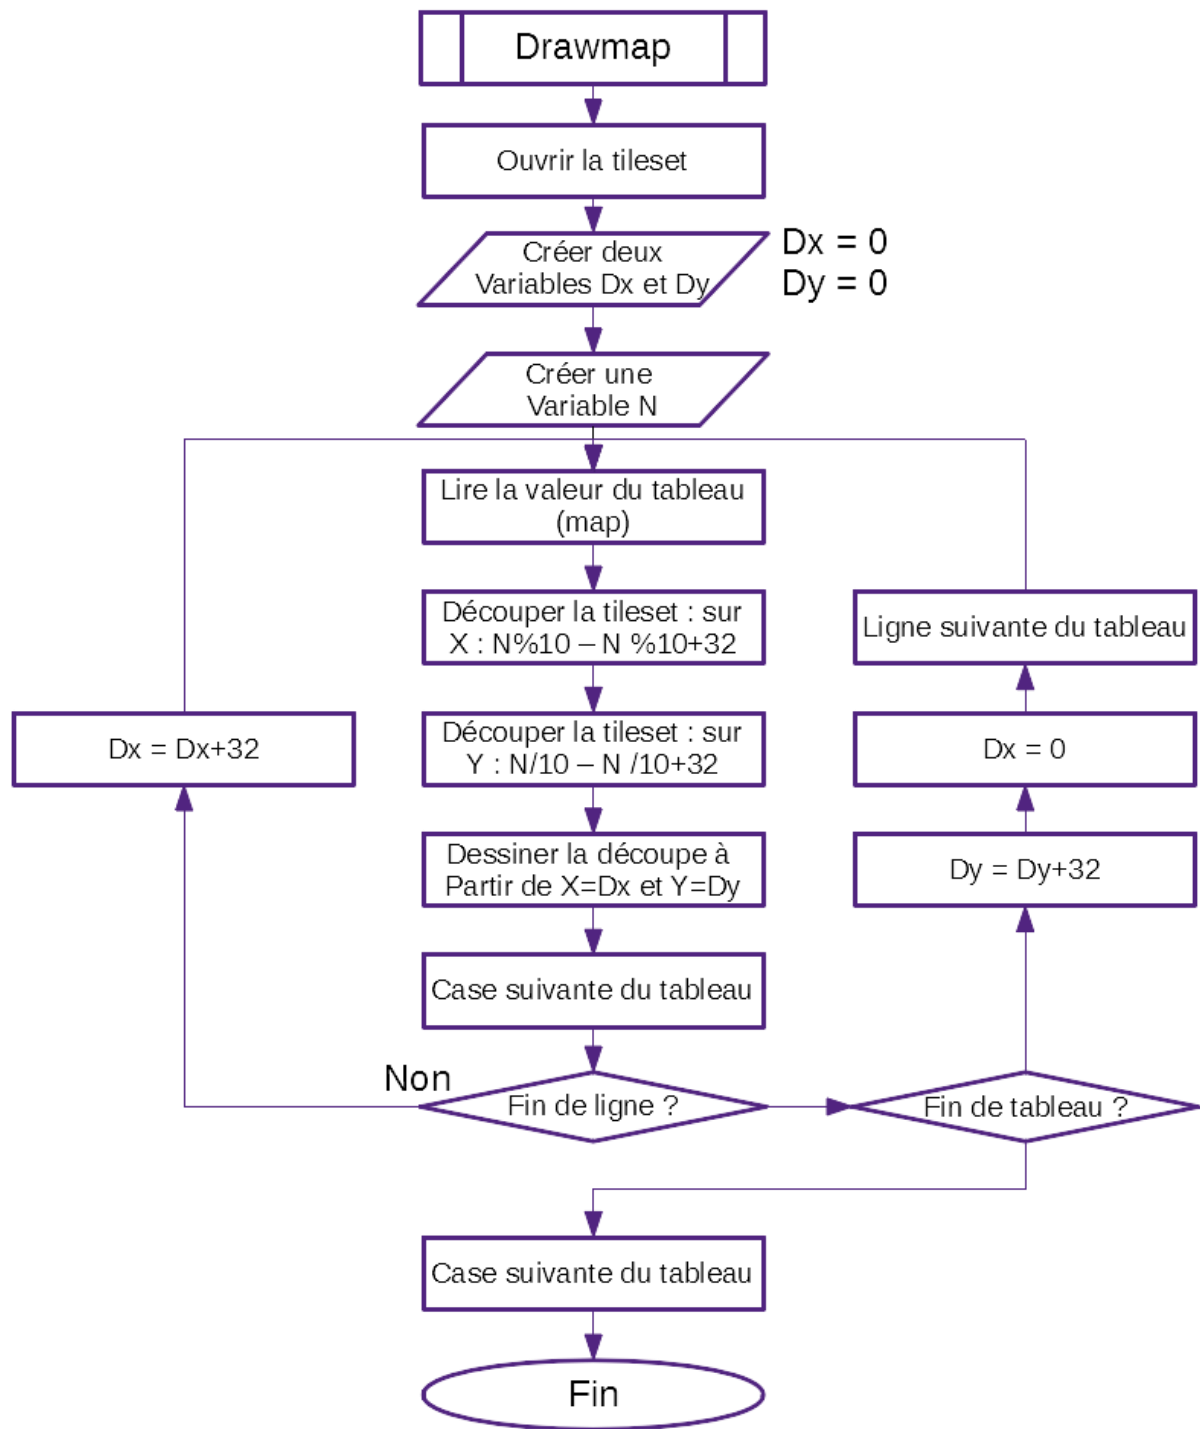 Drawmap
Ouvrir la tileset
Créer deux
Variables Dx et Dy
Dx = 0
Dy = 0
Créer une
Variable N
Lire la valeur du tableau
(map)
Découper la tileset : sur
X : N%10 – N %10+32
Ligne suivante du tableau
Dx = Dx+32
Découper la tileset : sur
Y : N/10 – N /10+32
Dx = 0
Dessiner la découpe à
Partir de X=Dx et Y=Dy
Dy = Dy+32
Case suivante du tableau
Non
Fin de ligne ?
Fin de tableau ?
Case suivante du tableau
Fin